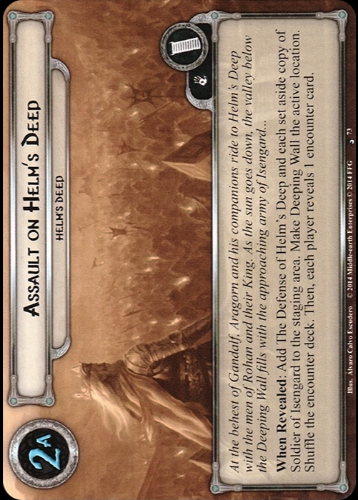 2A
ASSAULT ON HELM'S DEEP
HELM'S DEEP
At the behest of Gandalf, Aragorn and his companions ride to Helm's Deep
with the men of Rohan and their King. As the sun goes down, the valley below
the Deeping Wall fills with the approaching army of Isengard...
When Revealed: Add The Defense of Helm's Deep and each set aside copy of
Soldier of Isengard to the staging area. Make Deeping Wall the active location.
Shuffle the encounter deck. Then, each player reveals 1 encounter card.
Illus. Alvaro Calvo Escudero © 2014 Middle-earth Enterprises © 2014 FFG 73